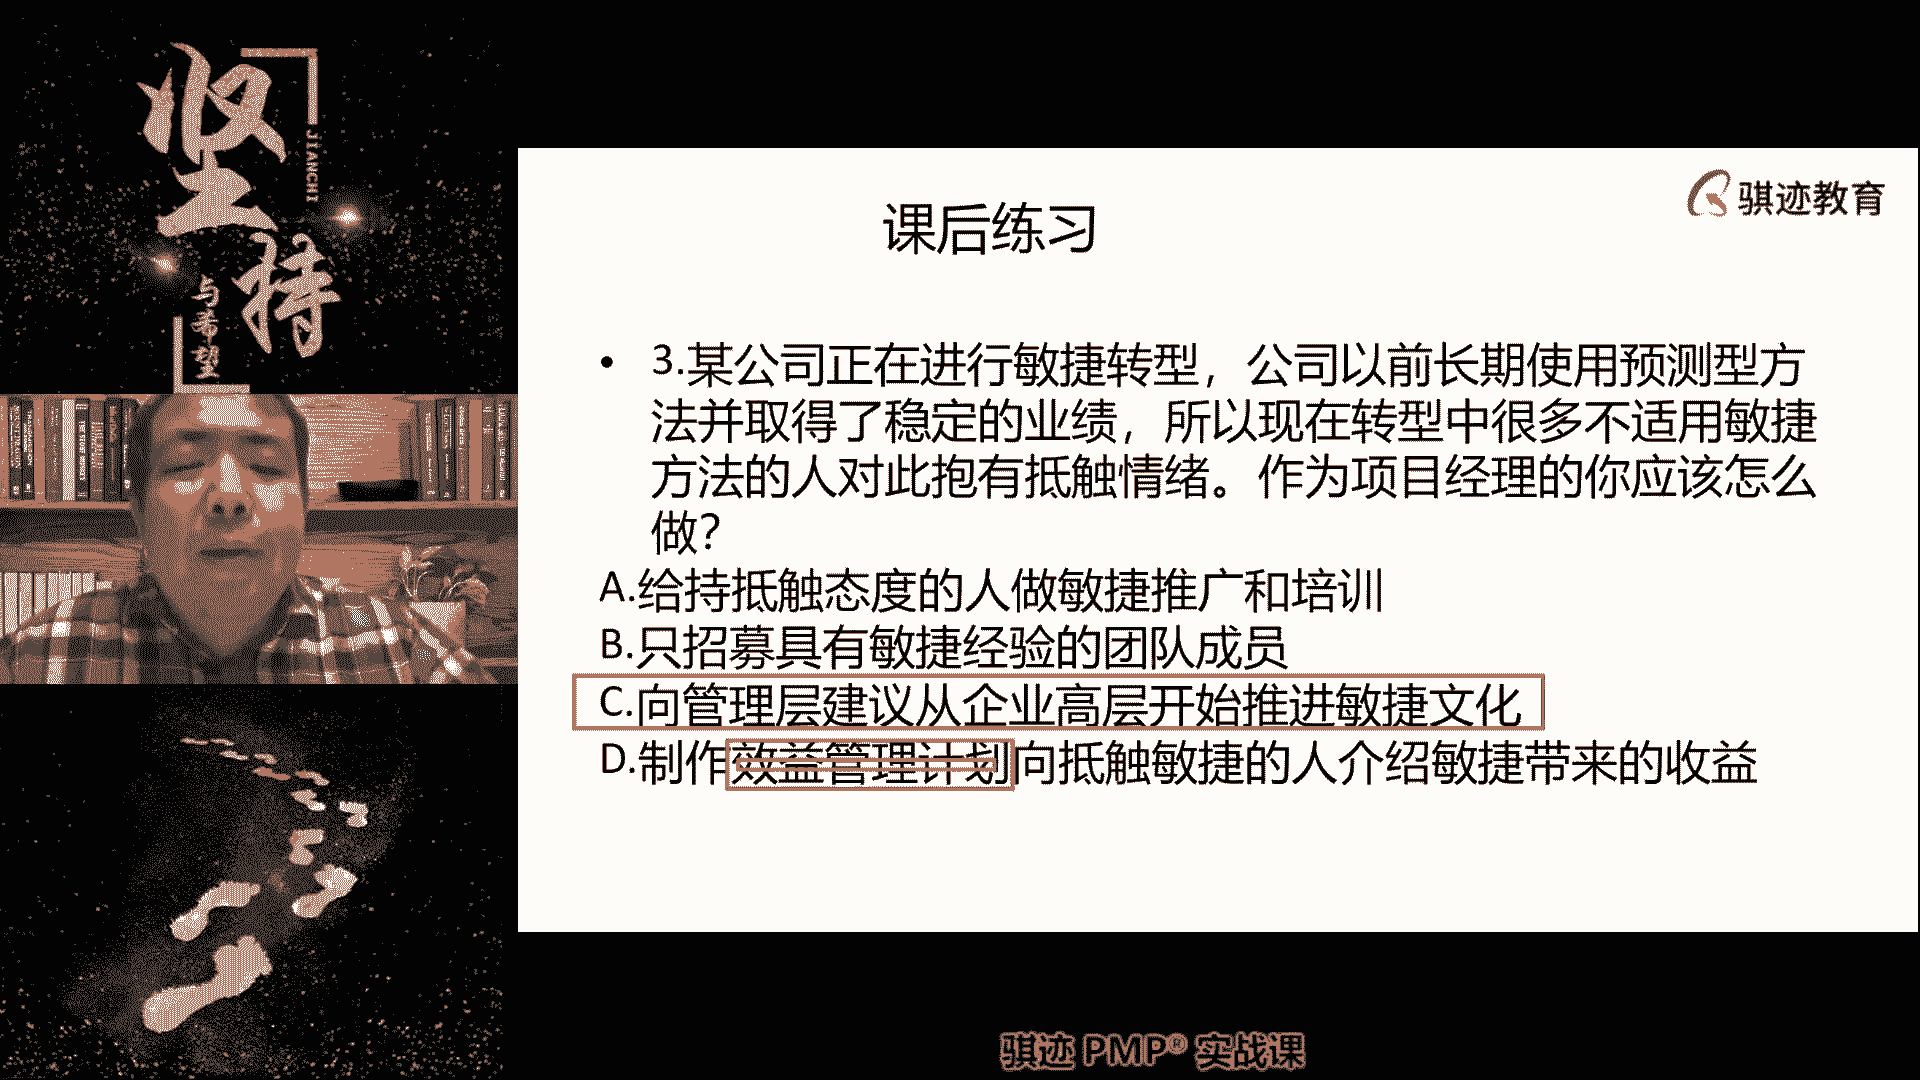 坚持
JIANCHI
与希望
骐迹教育
课后练习
• 3.某公司正在进行敏捷转型，公司以前长期使用预测型方
法并取得了稳定的业绩，所以现在转型中很多不适用敏捷
方法的人对此抱有抵触情绪。作为项目经理的你应该怎么
做？
A.给持抵触态度的人做敏捷推广和培训
B.只招募具有敏捷经验的团队成员
C.向管理层建议从企业高层开始推进敏捷文化
D.制作效益管理计划向抵触敏捷的人介绍敏捷带来的收益
骐迹 PMP® 实战课